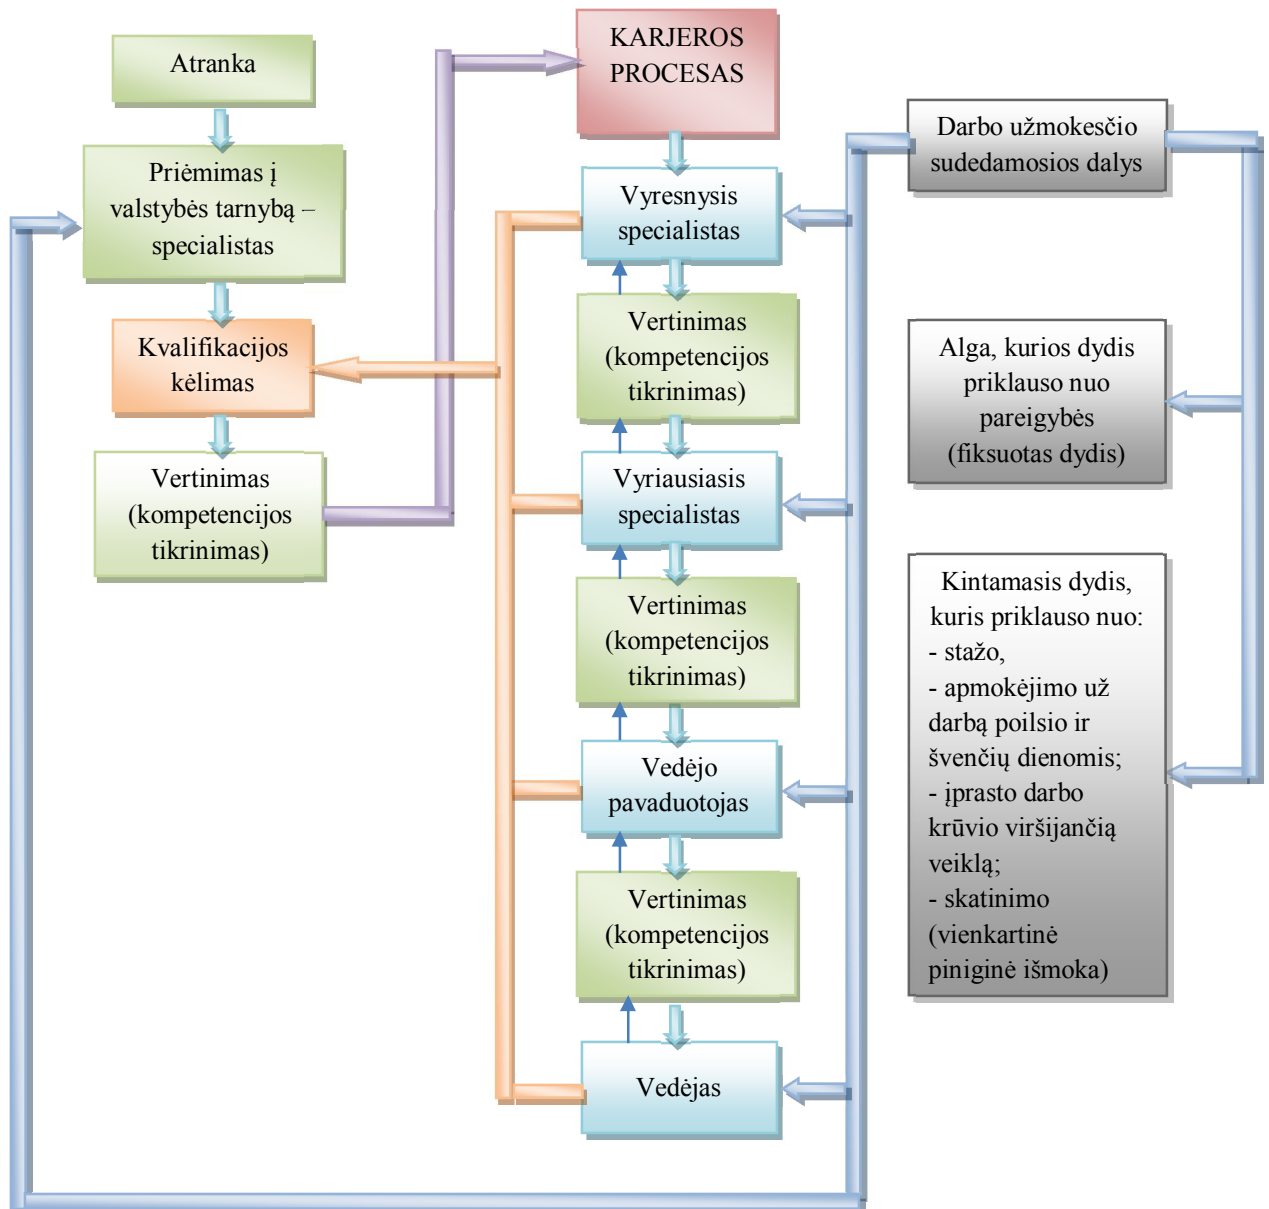 Atranka
Priėmimas į
valstybės tarnybą –
specialistas
Kvalifikacijos
kėlimas
Vertinimas
(kompetencijos
tikrinimas)
KARJEROS
PROCESAS
Vyresnysis
specialistas
Vertinimas
(kompetencijos
tikrinimas)
Vyriausiasis
specialistas
Vertinimas
(kompetencijos
tikrinimas)
Vedėjo
pavaduotojas
Vertinimas
(kompetencijos
tikrinimas)
Vedėjas
Darbo užmokesčio
sudedamosios dalys
Alga, kurios dydis
priklauso nuo
pareigybės
(fiksuotas dydis)
Kintamasis dydis,
kuris priklauso nuo:
- stažo,
- apmokėjimo už
darbą poilsio ir
švenčių dienomis;
- įprasto darbo
krūvio viršijančią
veiklą;
- skatinimo
(vienkartinė
piniginė išmoka)